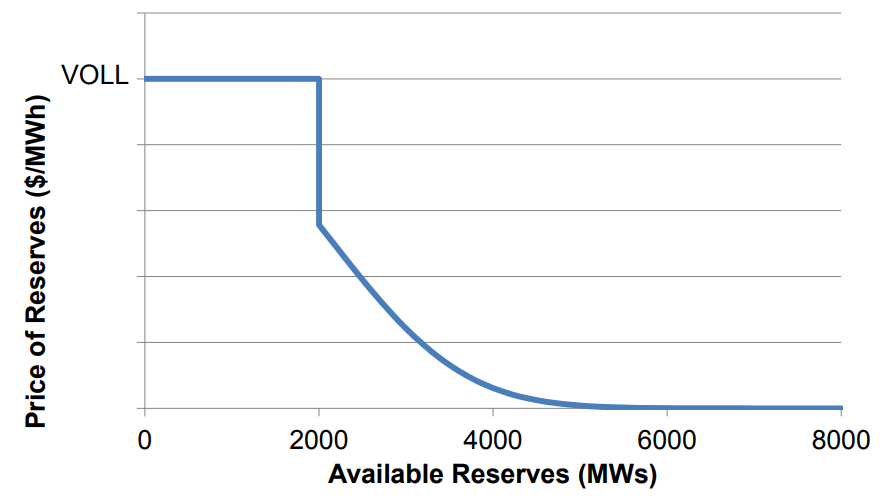 VOLL
Price of Reserves ($/MWh)
0 2000 4000 6000 8000
Available Reserves (MWs)